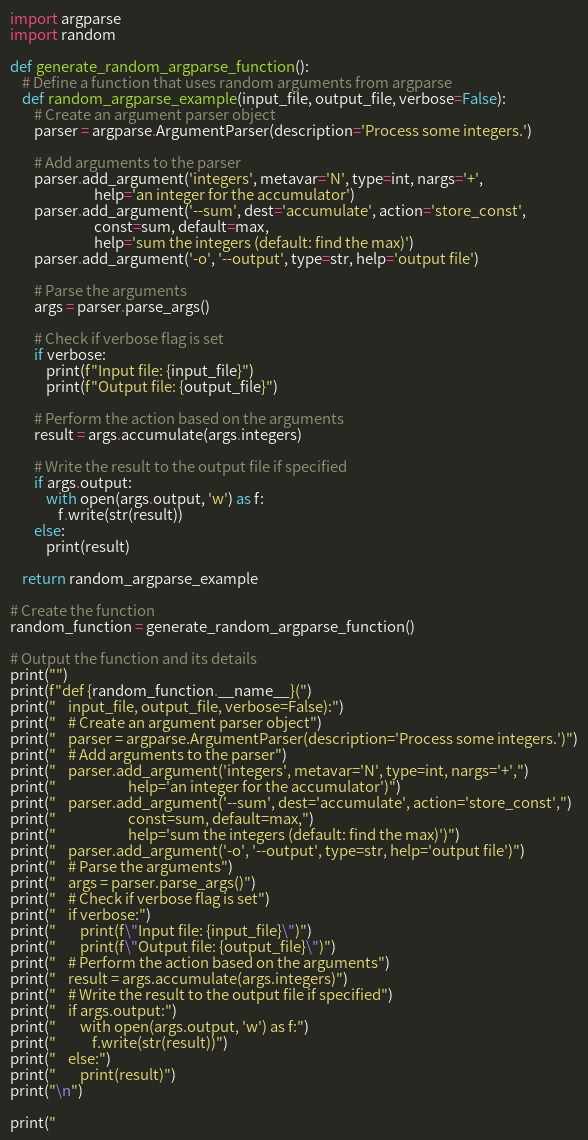 import argparse
import random

def generate_random_argparse_function():
    # Define a function that uses random arguments from argparse
    def random_argparse_example(input_file, output_file, verbose=False):
        # Create an argument parser object
        parser = argparse.ArgumentParser(description='Process some integers.')

        # Add arguments to the parser
        parser.add_argument('integers', metavar='N', type=int, nargs='+',
                            help='an integer for the accumulator')
        parser.add_argument('--sum', dest='accumulate', action='store_const',
                            const=sum, default=max,
                            help='sum the integers (default: find the max)')
        parser.add_argument('-o', '--output', type=str, help='output file')

        # Parse the arguments
        args = parser.parse_args()

        # Check if verbose flag is set
        if verbose:
            print(f"Input file: {input_file}")
            print(f"Output file: {output_file}")

        # Perform the action based on the arguments
        result = args.accumulate(args.integers)

        # Write the result to the output file if specified
        if args.output:
            with open(args.output, 'w') as f:
                f.write(str(result))
        else:
            print(result)

    return random_argparse_example

# Create the function
random_function = generate_random_argparse_function()

# Output the function and its details
print("")
print(f"def {random_function.__name__}(")
print("    input_file, output_file, verbose=False):")
print("    # Create an argument parser object")
print("    parser = argparse.ArgumentParser(description='Process some integers.')")
print("    # Add arguments to the parser")
print("    parser.add_argument('integers', metavar='N', type=int, nargs='+',")
print("                        help='an integer for the accumulator')")
print("    parser.add_argument('--sum', dest='accumulate', action='store_const',")
print("                        const=sum, default=max,")
print("                        help='sum the integers (default: find the max)')")
print("    parser.add_argument('-o', '--output', type=str, help='output file')")
print("    # Parse the arguments")
print("    args = parser.parse_args()")
print("    # Check if verbose flag is set")
print("    if verbose:")
print("        print(f\"Input file: {input_file}\")")
print("        print(f\"Output file: {output_file}\")")
print("    # Perform the action based on the arguments")
print("    result = args.accumulate(args.integers)")
print("    # Write the result to the output file if specified")
print("    if args.output:")
print("        with open(args.output, 'w') as f:")
print("            f.write(str(result))")
print("    else:")
print("        print(result)")
print("\n")

print("